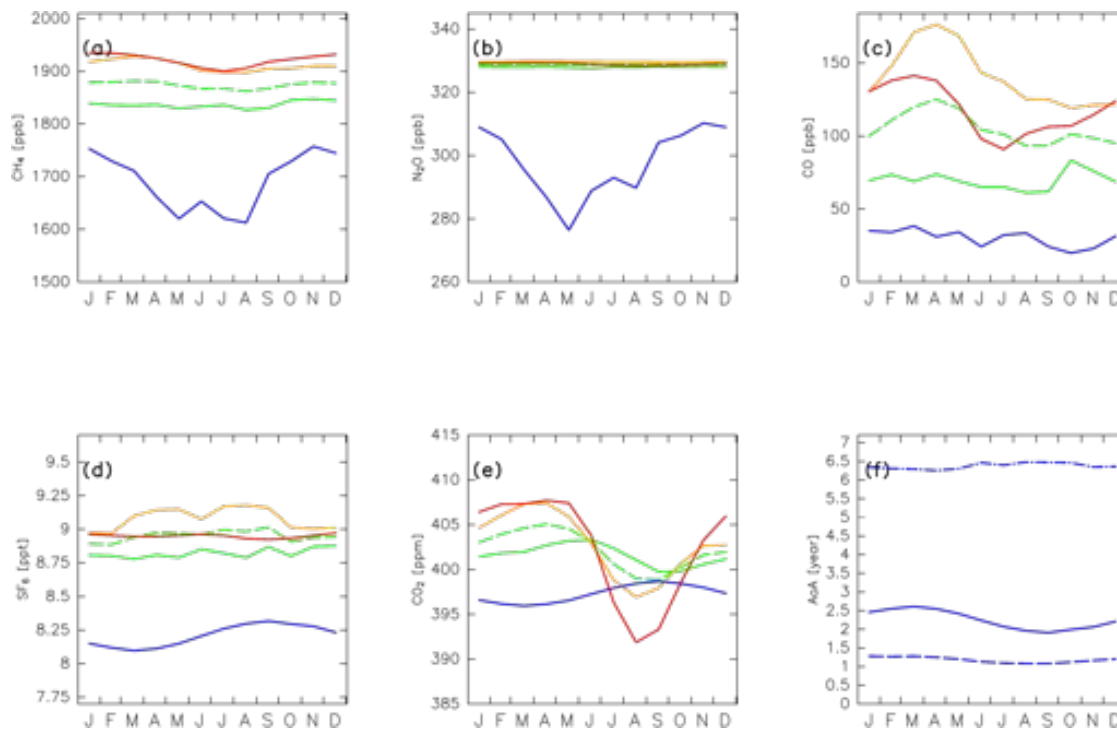 (a)
CH₄ [ppb]
2000
1900
1800
1700
1600
1500
J F M A M J J A S O N D
(b)
N₂O [ppb]
340
320
300
280
260
J F M A M J J A S O N D
(c)
CO [ppb]
150
100
50
0
J F M A M J J A S O N D
(d)
SF₆ [ppt]
9.5
9.25
9
8.75
8.5
8.25
8
7.75
J F M A M J J A S O N D
(e)
CO₂ [ppm]
415
410
405
400
395
390
385
J F M A M J J A S O N D
(f)
AoA [year]
7
6.5
6
5.5
5
4.5
4
3.5
3
2.5
2
1.5
1
0.5
0
J F M A M J J A S O N D